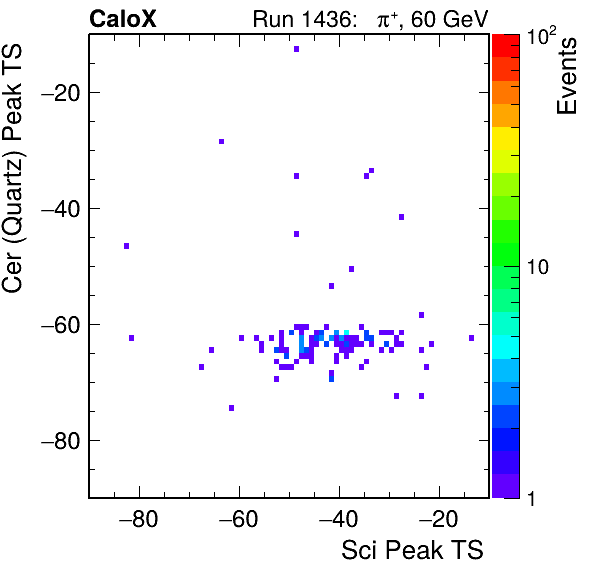 CaloX Run 1436: π⁺, 60 GeV
Cer (Quartz) Peak TS
−20
−40
−60
−80
−80 −60 −40 −20
Sci Peak TS
10²
10
1
Events